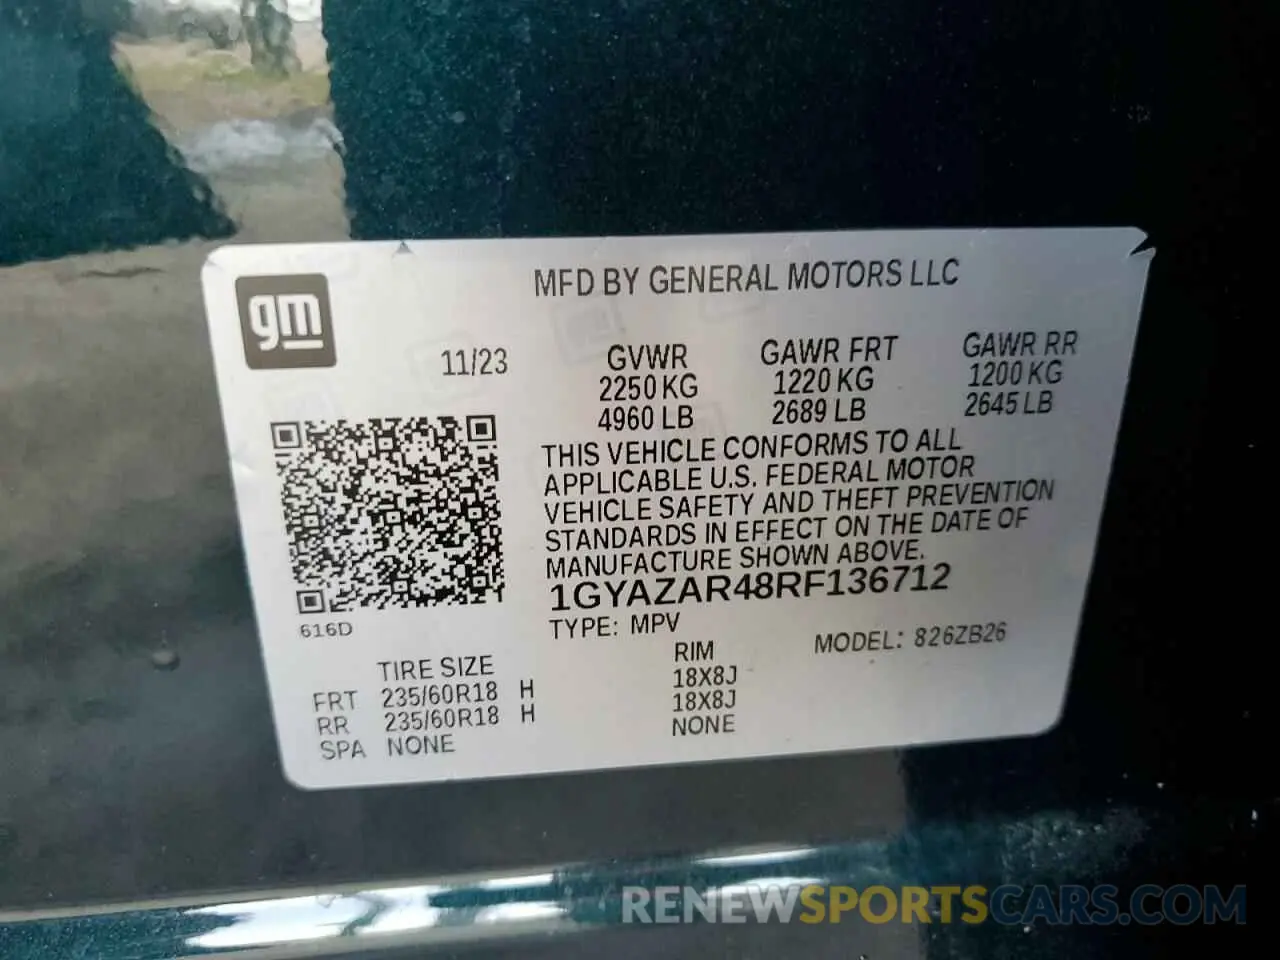 gm
MFD BY GENERAL MOTORS LLC
11/23
GVWR GAWR FRT GAWR RR
2250 KG 1220 KG 1200 KG
4960 LB 2689 LB 2645 LB
THIS VEHICLE CONFORMS TO ALL
APPLICABLE U.S. FEDERAL MOTOR
VEHICLE SAFETY AND THEFT PREVENTION
STANDARDS IN EFFECT ON THE DATE OF
MANUFACTURE SHOWN ABOVE.
1GYAZAR48RF136712
616D
TYPE: MPV MODEL: 826ZB26
TIRE SIZE RIM
FRT 235/60R18 H 18X8J
RR 235/60R18 H 18X8J
SPA NONE NONE
RENEWSPORTSCARS.COM